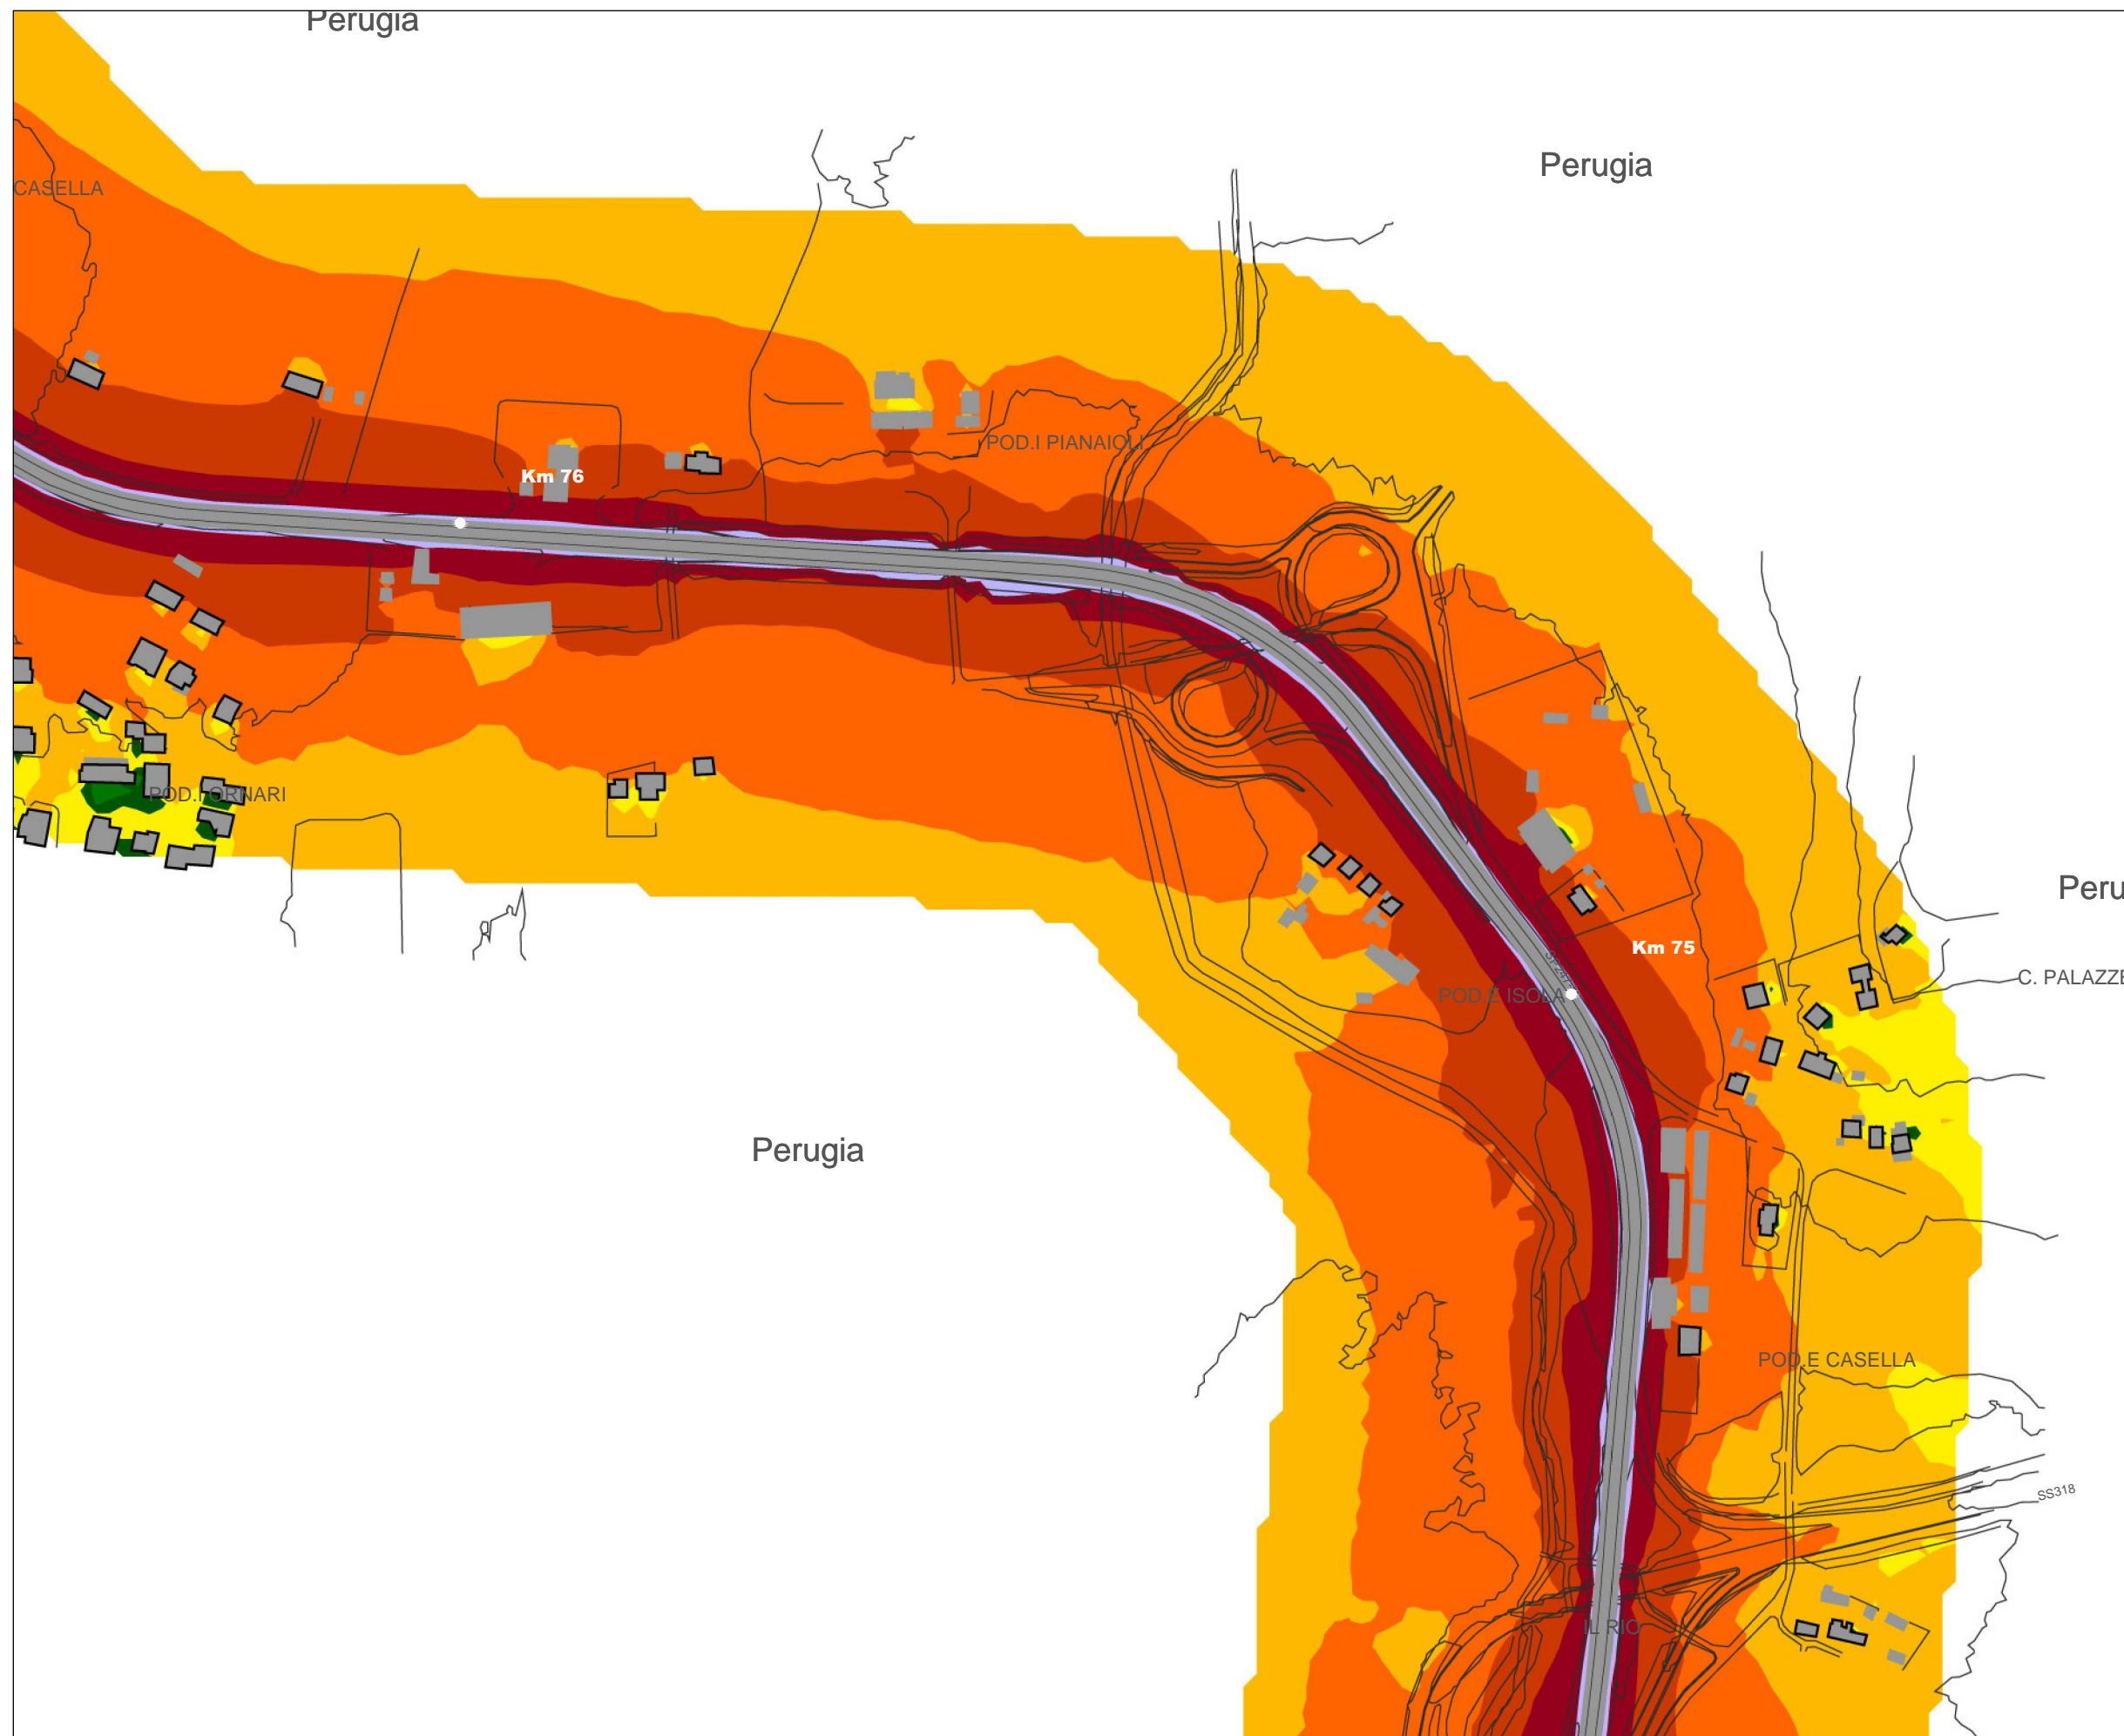 Perugia
Perugia
CASELLA
POD.I PIANAIOLI
Km 76
POD.I ORNARI
Peru
Km 75
C. PALAZZE
POD.E ISOLA
Perugia
POD.E CASELLA
SS318
IL RIO